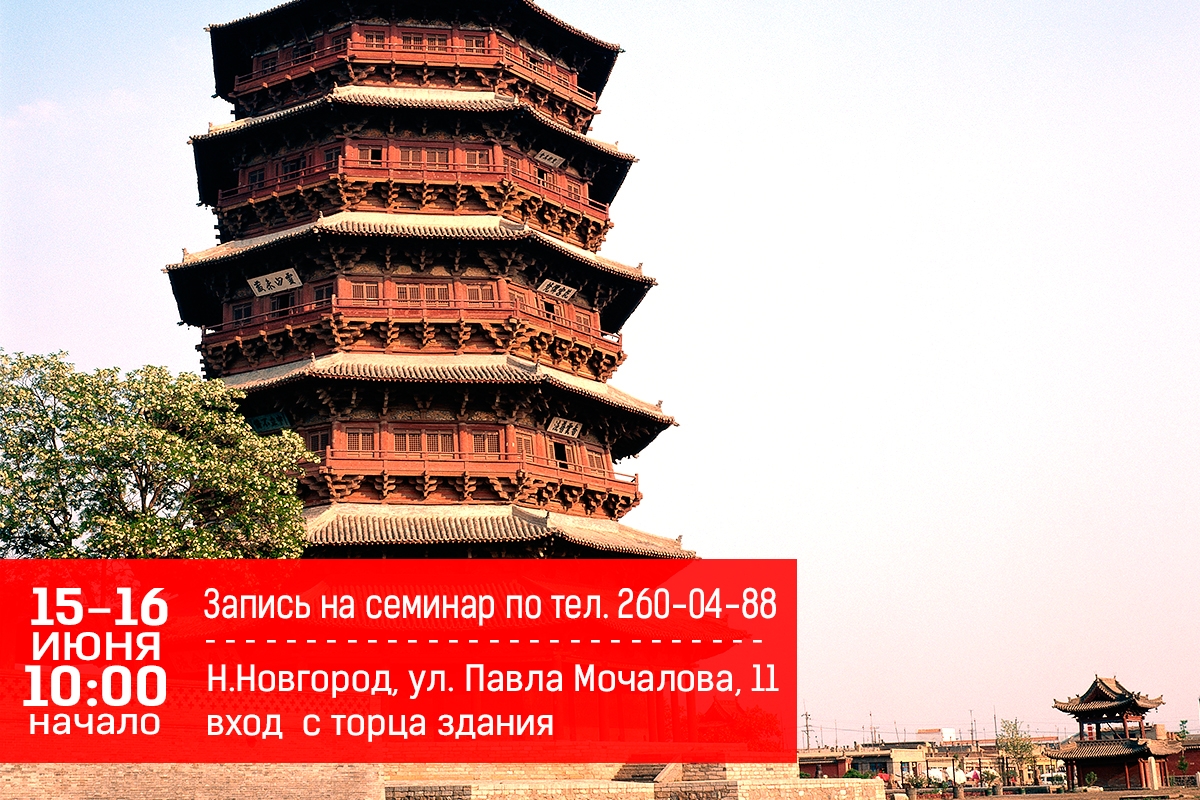 15–16
июня
10:00
начало
Запись на семинар по тел. 260-04-88
Н.Новгород, ул. Павла Мочалова, 11
вход с торца здания